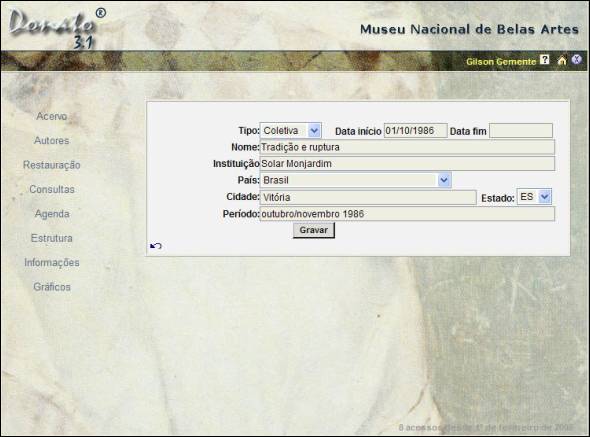 Donato ®
3.1
Museu Nacional de Belas Artes
Gilson Gemente ? X
Acervo
Autores
Restauração
Consultas
Agenda
Estrutura
Informações
Gráficos
Tipo: Coletiva Data início 01/10/1986 Data fim
Nome: Tradição e ruptura
Instituição Solar Monjardim
País: Brasil
Cidade: Vitória Estado: ES
Período: outubro/novembro 1986
Gravar
8 acessos desde 1º de fevereiro de